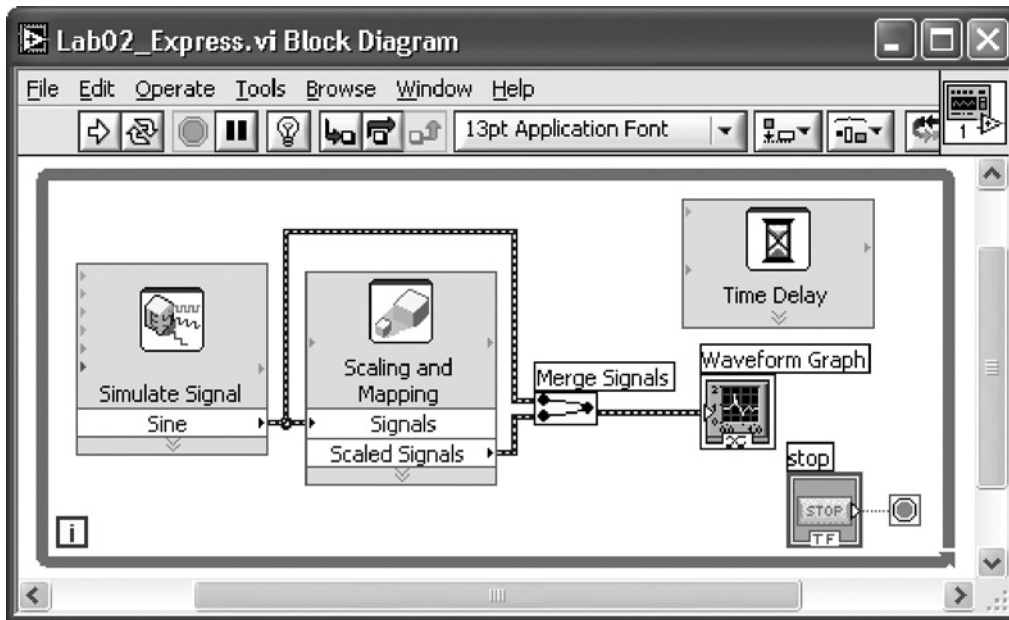 Lab02_Express.vi Block Diagram
File Edit Operate Tools Browse Window Help
13pt Application Font
1
Time Delay
Simulate Signal
Sine
Scaling and
Mapping
Signals
Scaled Signals
Merge Signals
Waveform Graph
stop
STOP
TF
i